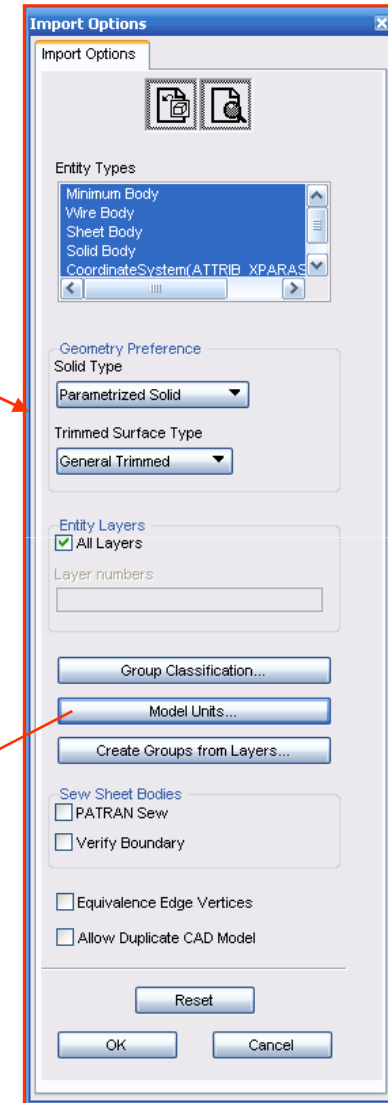 Import Options
Import Options
Entity Types
Minimum Body
Wire Body
Sheet Body
Solid Body
CoordinateSystem(ATTRIB_XPARAS
Geometry Preference
Solid Type
Parametrized Solid
Trimmed Surface Type
General Trimmed
Entity Layers
All Layers
Layer numbers
Group Classification...
Model Units...
Create Groups from Layers...
Sew Sheet Bodies
PATRAN Sew
Verify Boundary
Equivalence Edge Vertices
Allow Duplicate CAD Model
Reset
OK Cancel